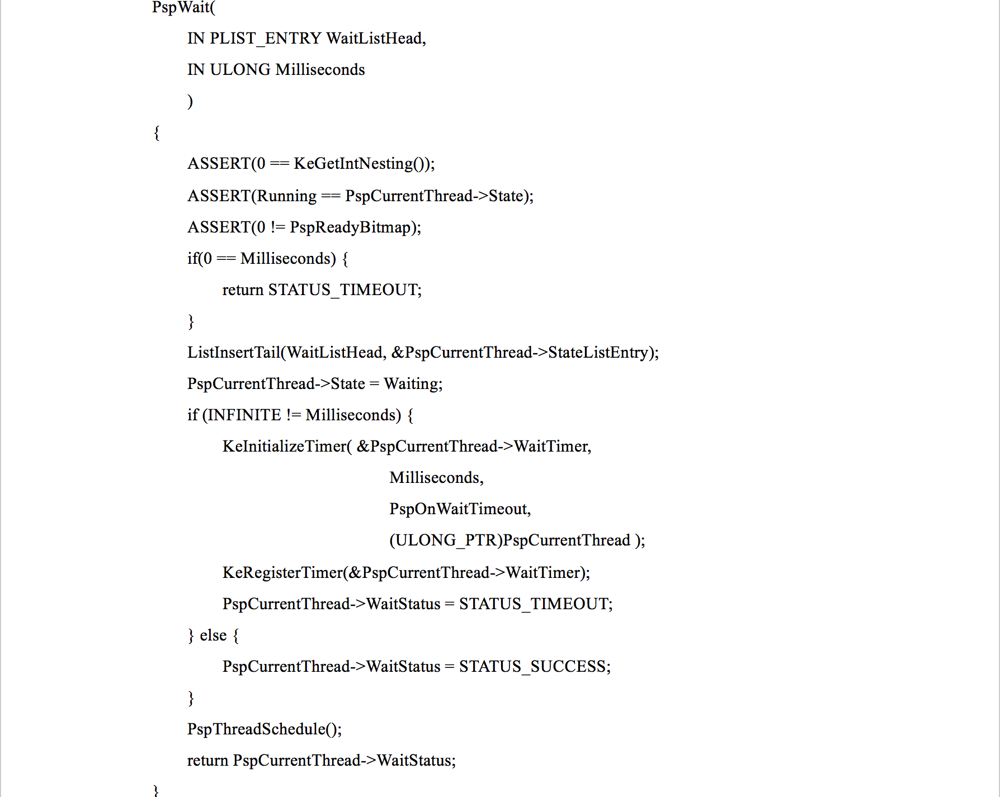 PspWait(
IN PLIST_ENTRY WaitListHead,
IN ULONG Milliseconds
)
{
ASSERT(0 == KeGetIntNesting());
ASSERT(Running == PspCurrentThread->State);
ASSERT(0 != PspReadyBitmap);
if(0 == Milliseconds) {
return STATUS_TIMEOUT;
}
ListInsertTail(WaitListHead, &PspCurrentThread->StateListEntry);
PspCurrentThread->State = Waiting;
if (INFINITE != Milliseconds) {
KeInitializeTimer( &PspCurrentThread->WaitTimer,
Milliseconds,
PspOnWaitTimeout,
(ULONG_PTR)PspCurrentThread );
KeRegisterTimer(&PspCurrentThread->WaitTimer);
PspCurrentThread->WaitStatus = STATUS_TIMEOUT;
} else {
PspCurrentThread->WaitStatus = STATUS_SUCCESS;
}
PspThreadSchedule();
return PspCurrentThread->WaitStatus;
}